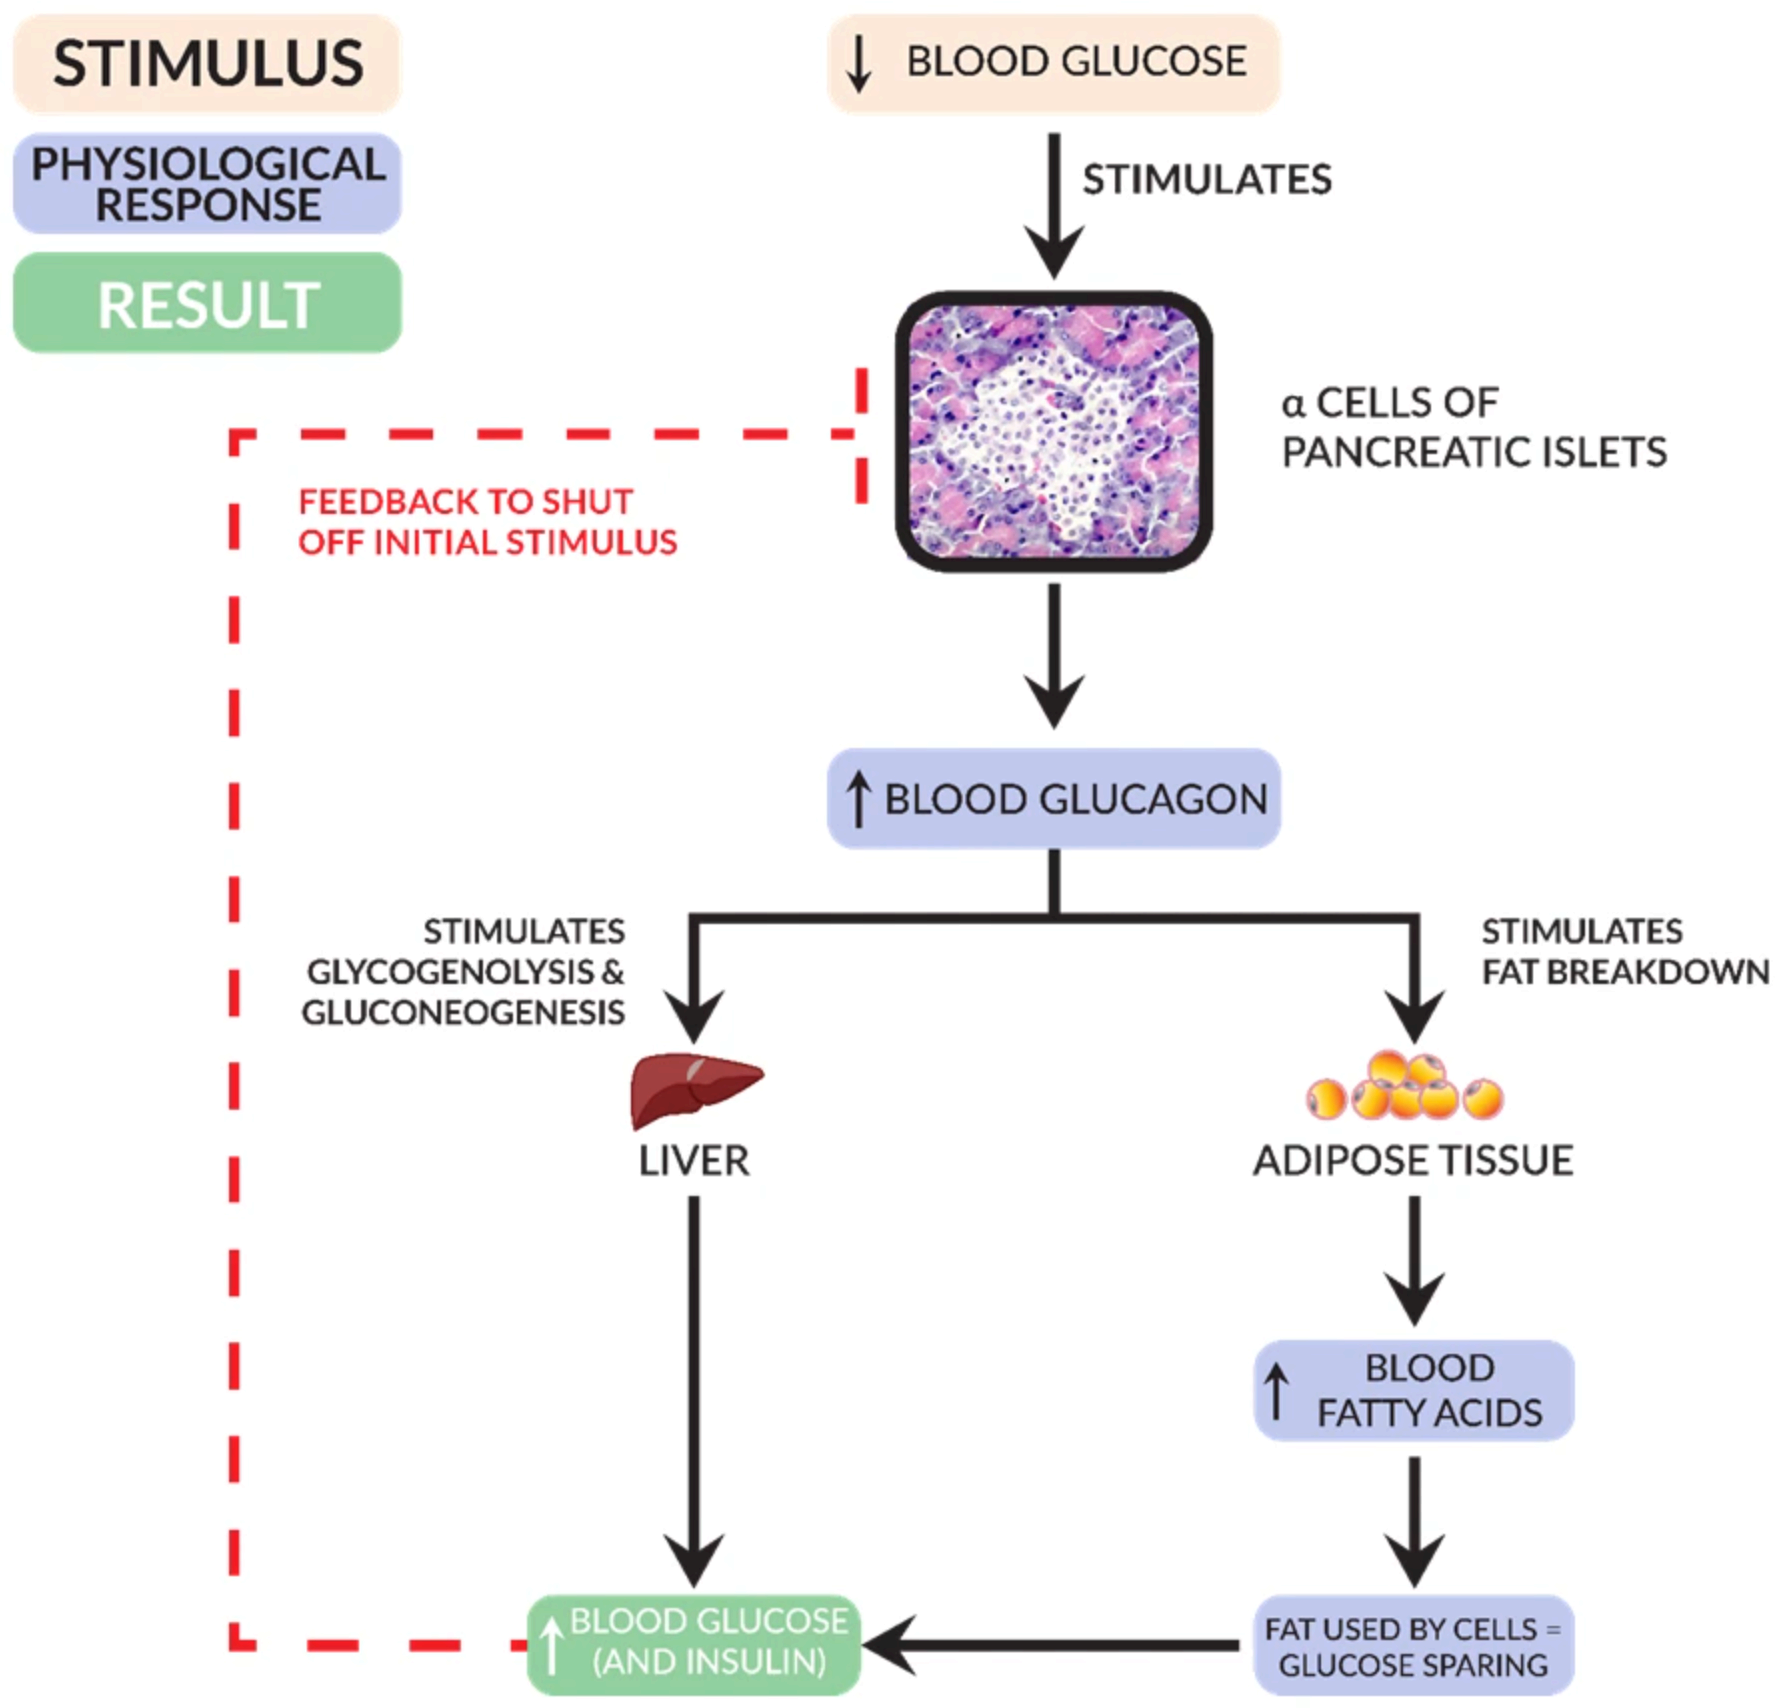 STIMULUS
PHYSIOLOGICAL
RESPONSE
RESULT
↓ BLOOD GLUCOSE
STIMULATES
α CELLS OF
PANCREATIC ISLETS
FEEDBACK TO SHUT
OFF INITIAL STIMULUS
↑ BLOOD GLUCAGON
STIMULATES
GLYCOGENOLYSIS &
GLUCONEOGENESIS
STIMULATES
FAT BREAKDOWN
LIVER
ADIPOSE TISSUE
↑ BLOOD
FATTY ACIDS
↑ BLOOD GLUCOSE
(AND INSULIN)
FAT USED BY CELLS =
GLUCOSE SPARING